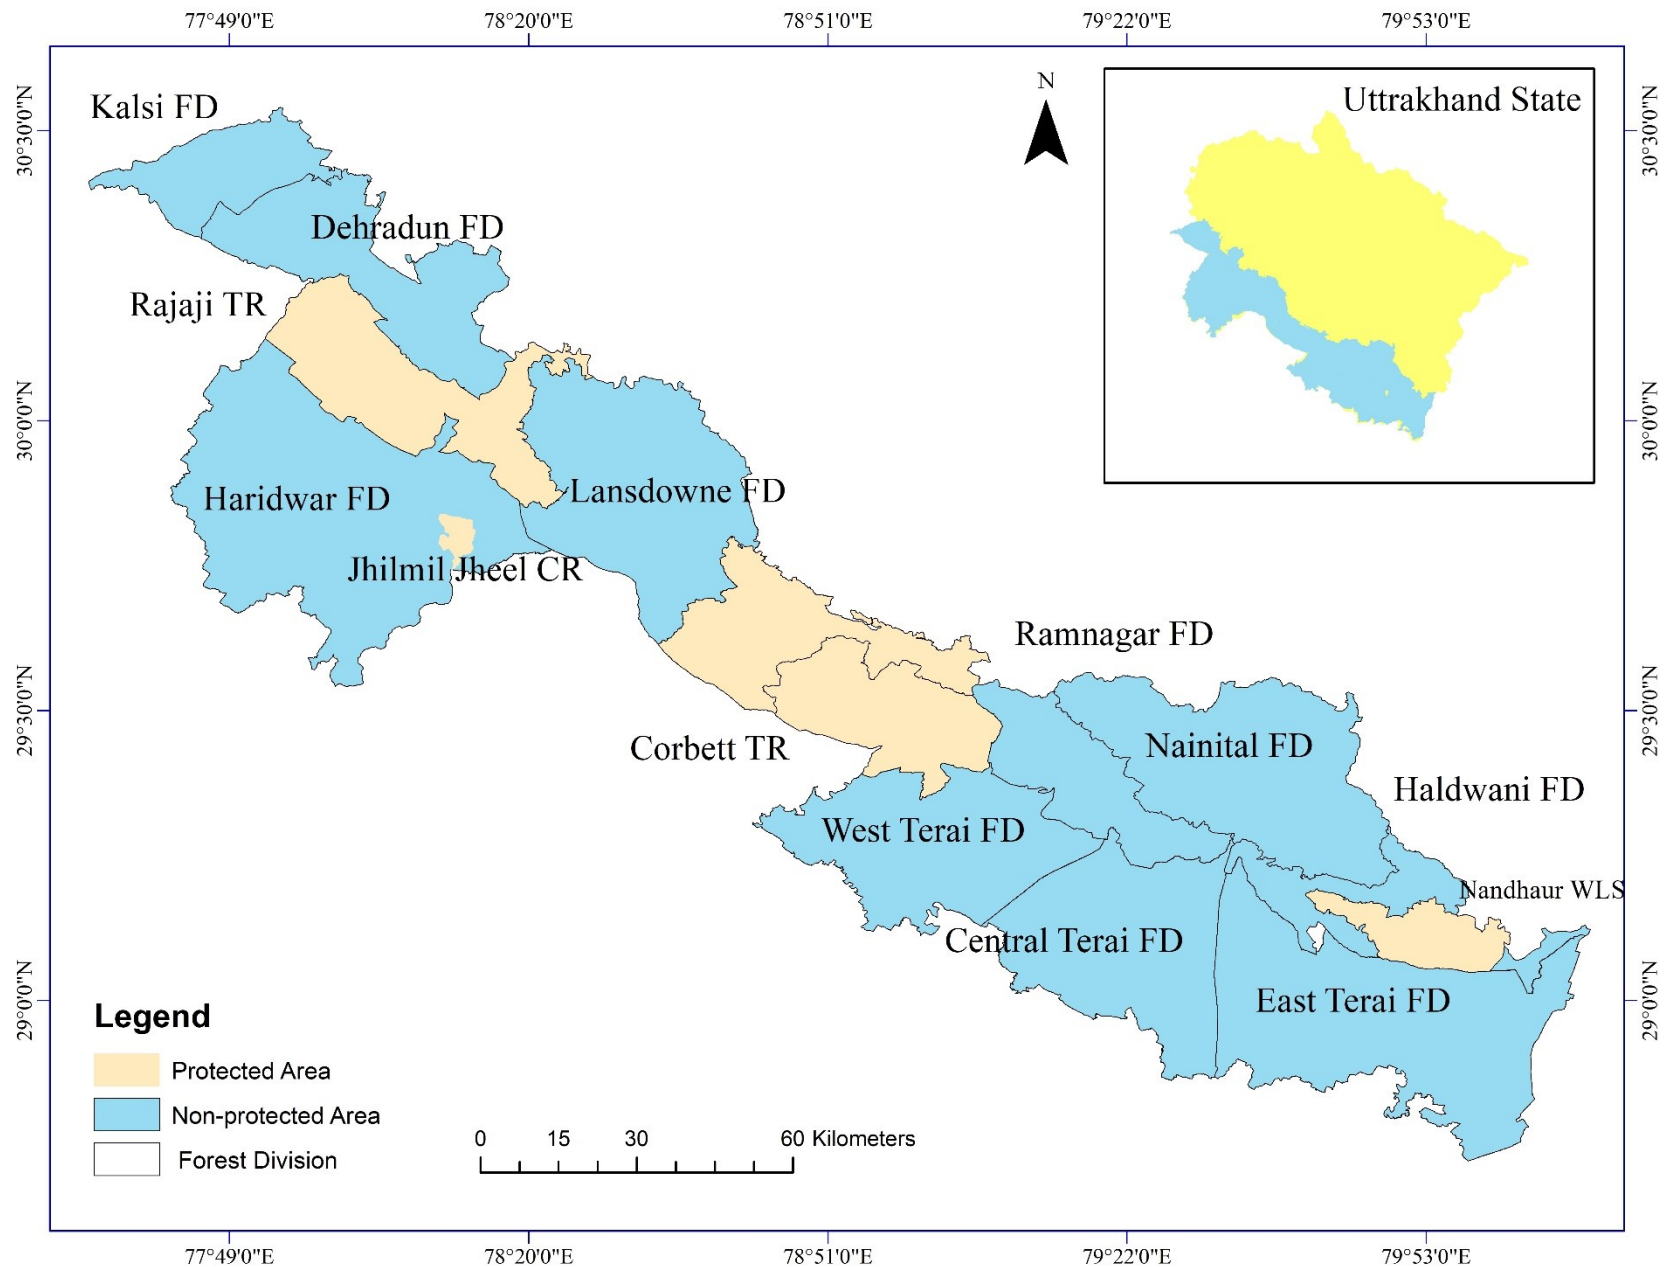 77°49'0"E 78°20'0"E 78°51'0"E 79°22'0"E 79°53'0"E
Uttrakhand State
N
Kalsi FD
30°30'0"N 30°30'0"N
Dehradun FD
Rajaji TR
30°0'0"N 30°0'0"N
Haridwar FD
Lansdowne FD
Jhilmil Jheel CR
Ramnagar FD
29°30'0"N 29°30'0"N
Corbett TR
Nainital FD
Haldwani FD
West Terai FD
Nandhaur WLS
Central Terai FD
East Terai FD
29°0'0"N 29°0'0"N
Legend
Protected Area
Non-protected Area
Forest Division
0 15 30 60 Kilometers
77°49'0"E 78°20'0"E 78°51'0"E 79°22'0"E 79°53'0"E